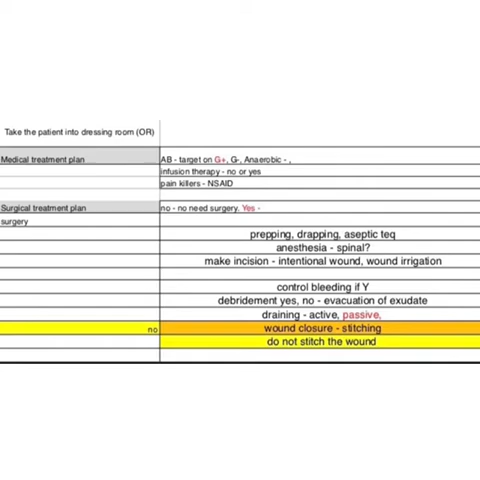 Take the patient into dressing room (OR)
Medical treatment plan AB - target on G+, G-, Anaerobic - ,
infusion therapy - no or yes
pain killers - NSAID
Surgical treatment plan no - no need surgery. Yes -
surgery
prepping, drapping, aseptic teq
anesthesia - spinal?
make incision - intentional wound, wound irrigation
control bleeding if Y
debridement yes, no - evacuation of exudate
draining - active, passive,
no wound closure - stitching
do not stitch the wound